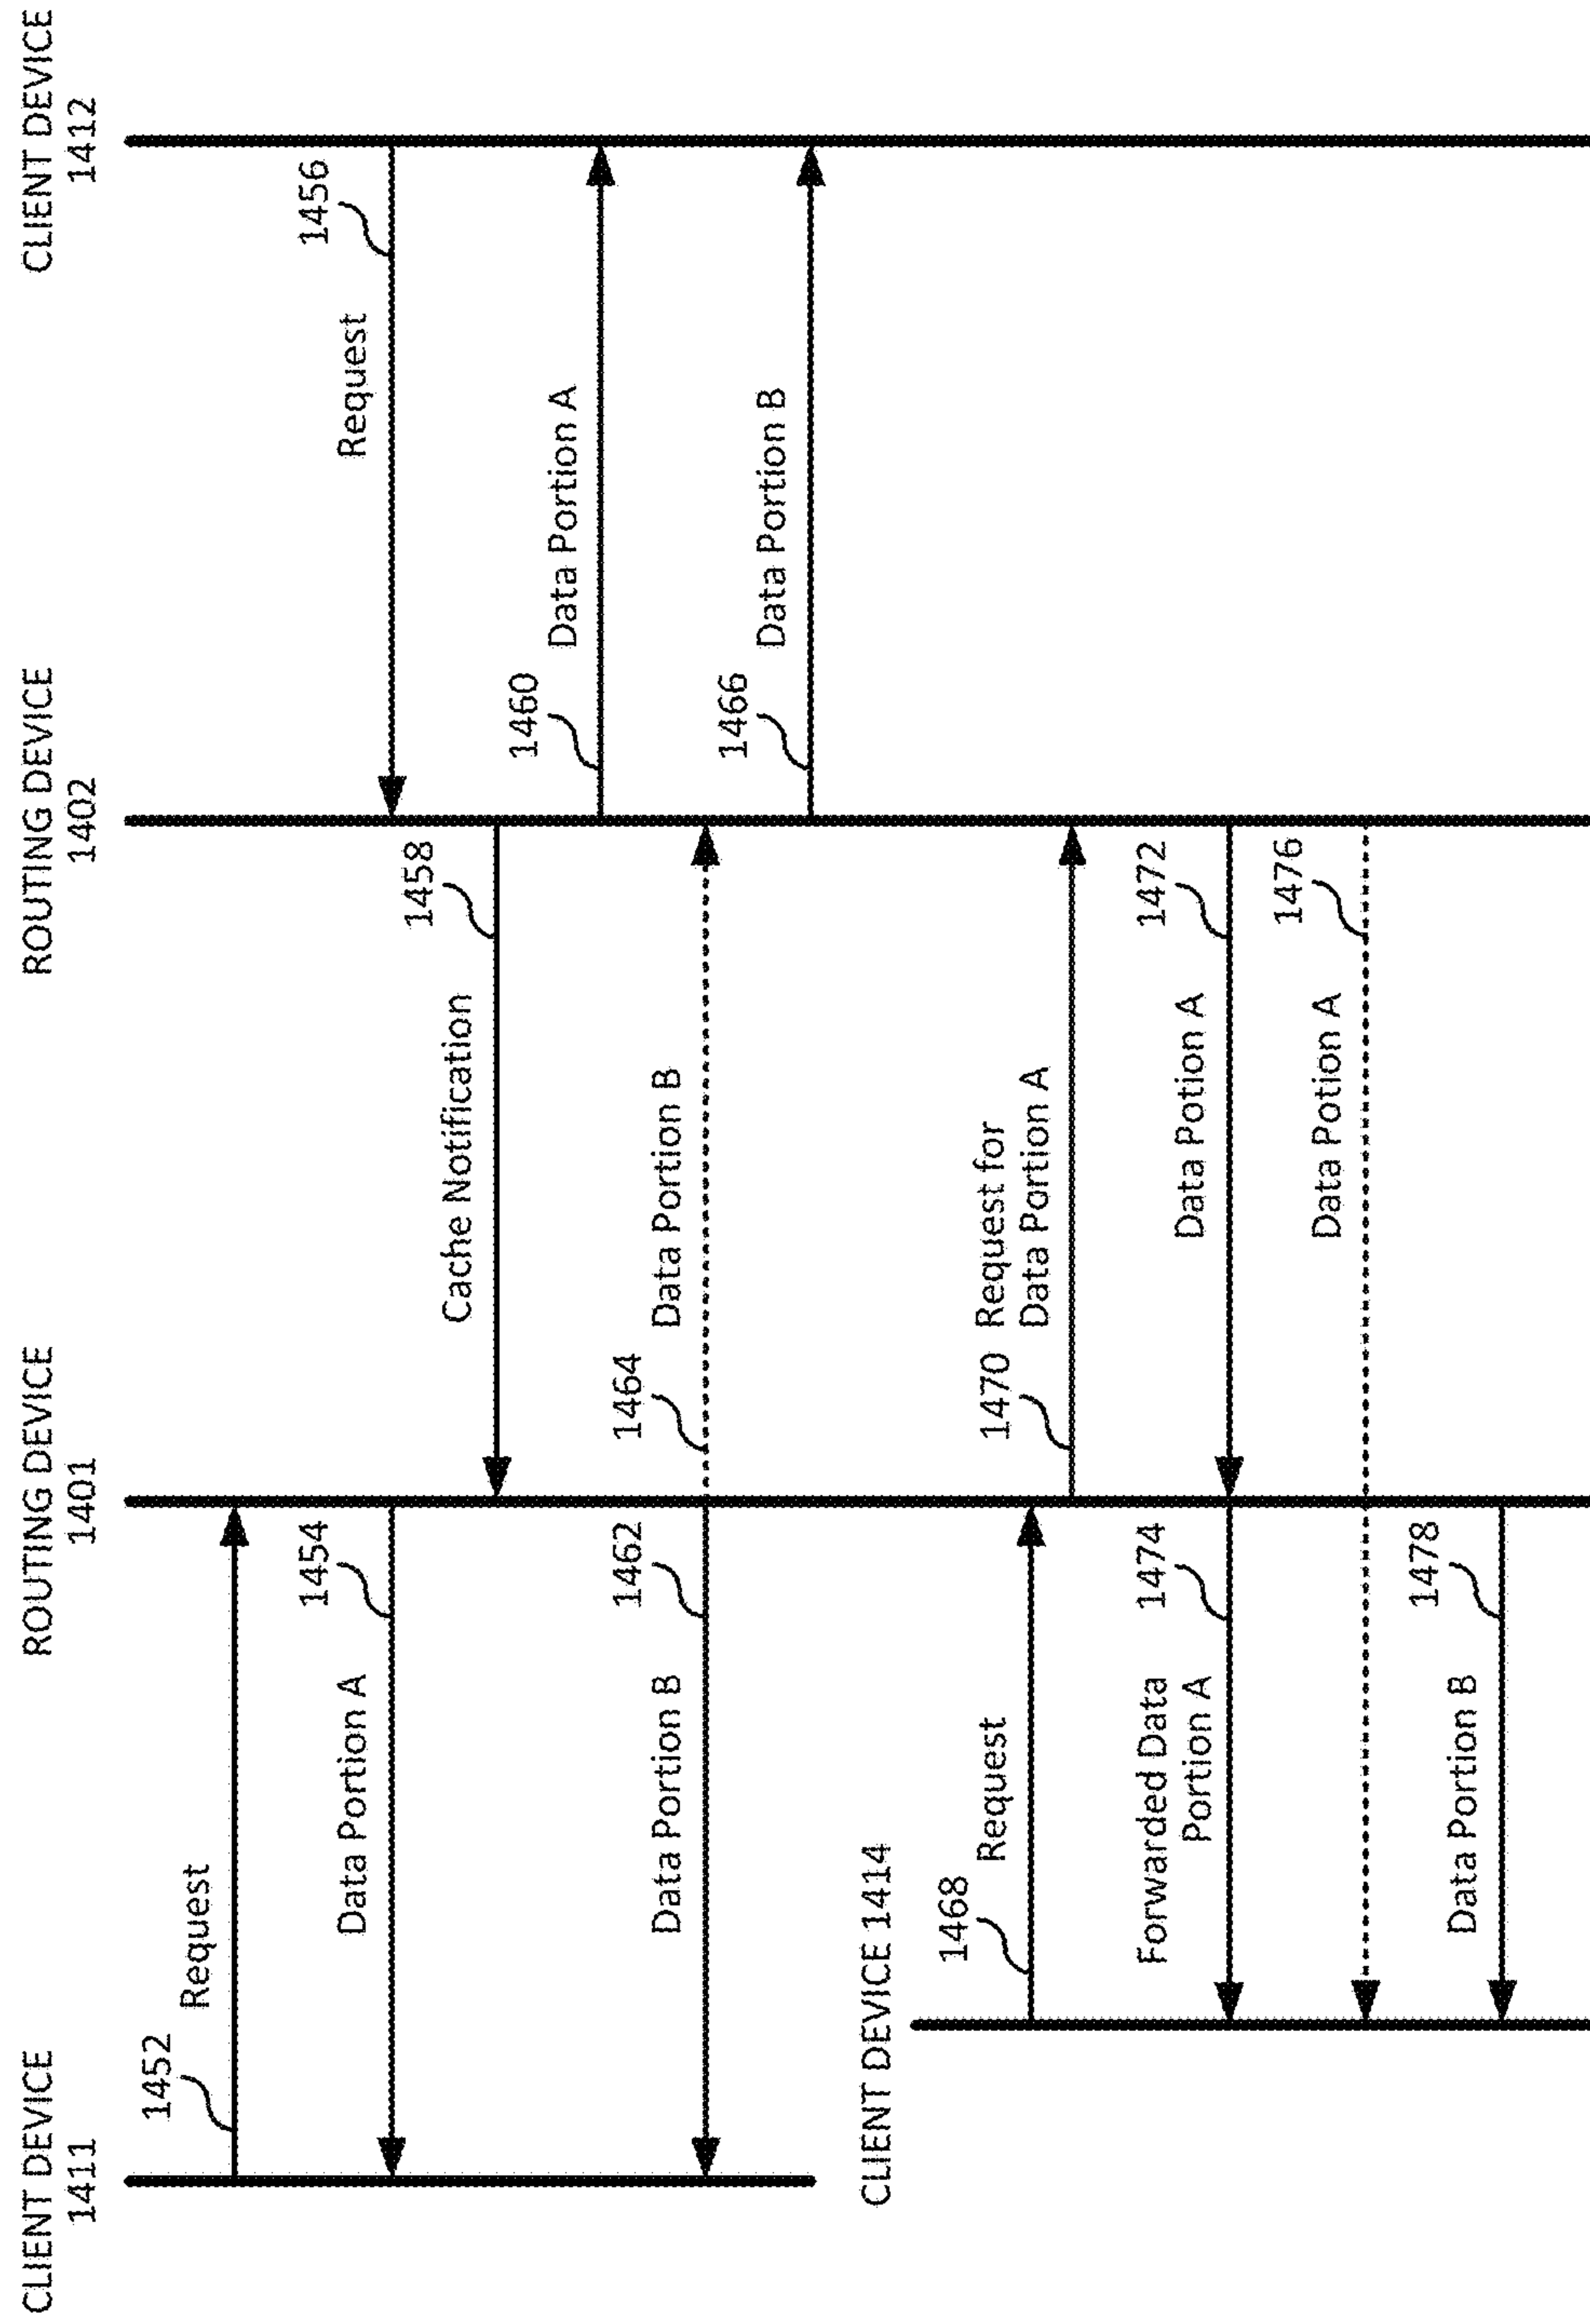 CLIENT DEVICE
1411
ROUTING DEVICE
1401
ROUTING DEVICE
1402
CLIENT DEVICE
1412
1452
Request
1454
Data Portion A
1456
Request
1458
Cache Notification
1460
Data Portion A
1462
Data Portion B
1464
Data Portion B
1466
Data Portion B
CLIENT DEVICE 1414
1468
Request
1470 Request for
Data Portion A
1472
Data Potion A
1474
Forwarded Data
Portion A
1476
Data Potion A
1478
Data Portion B